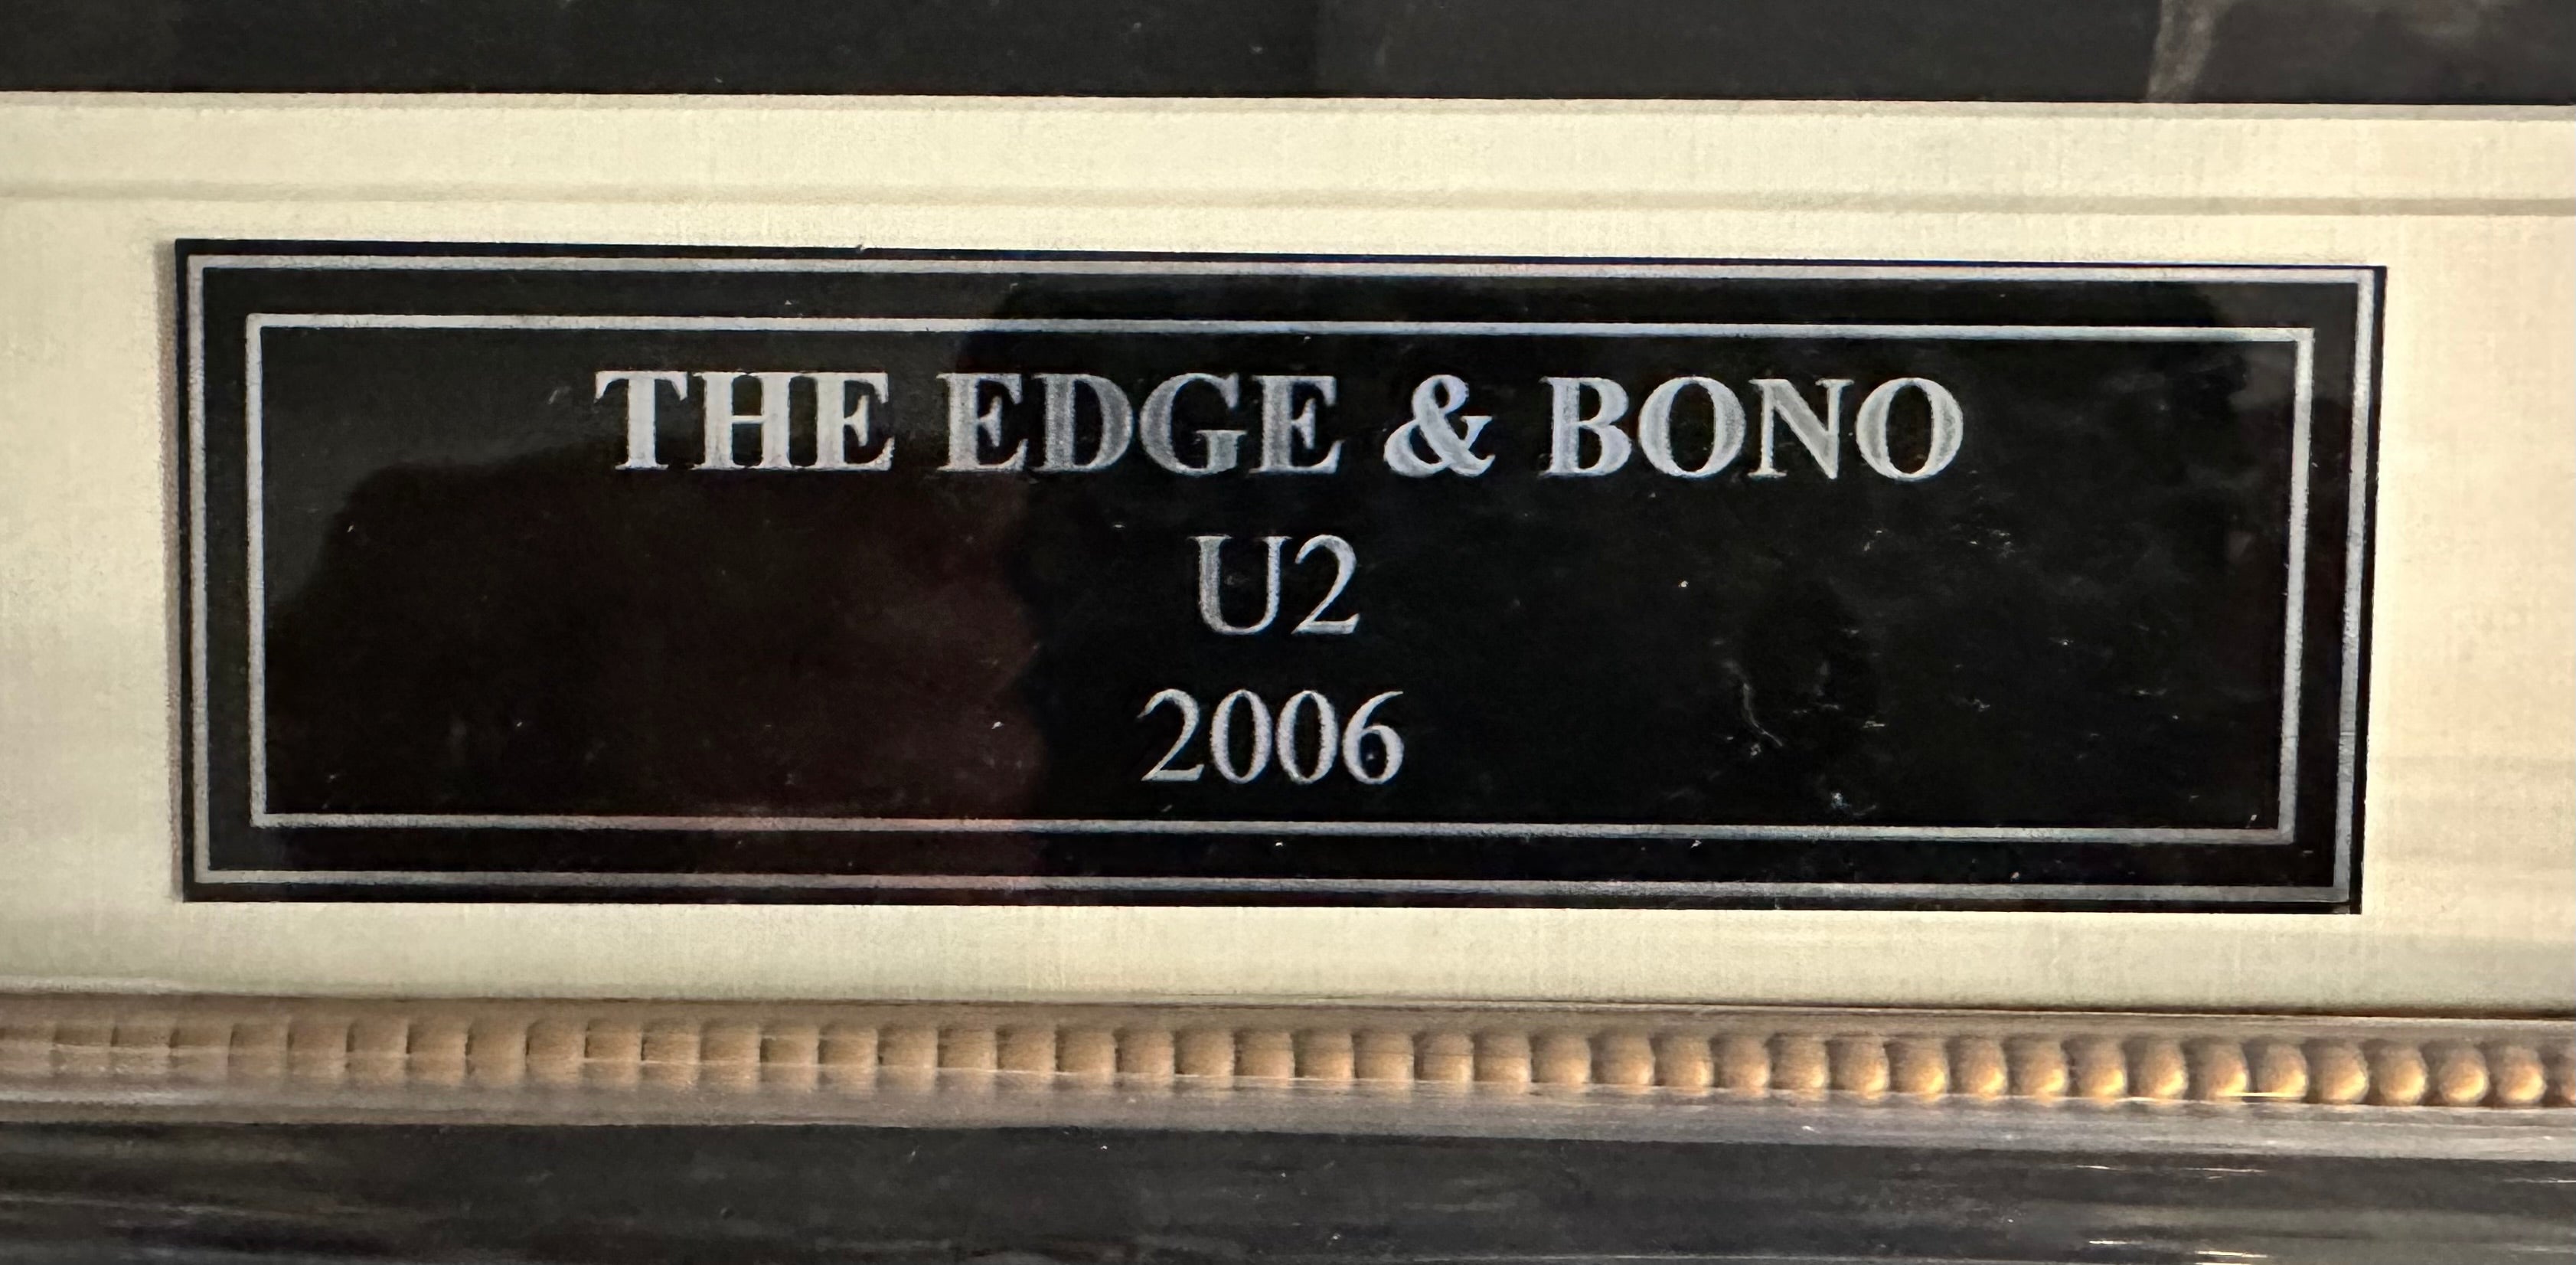 THE EDGE & BONO
U2
2006